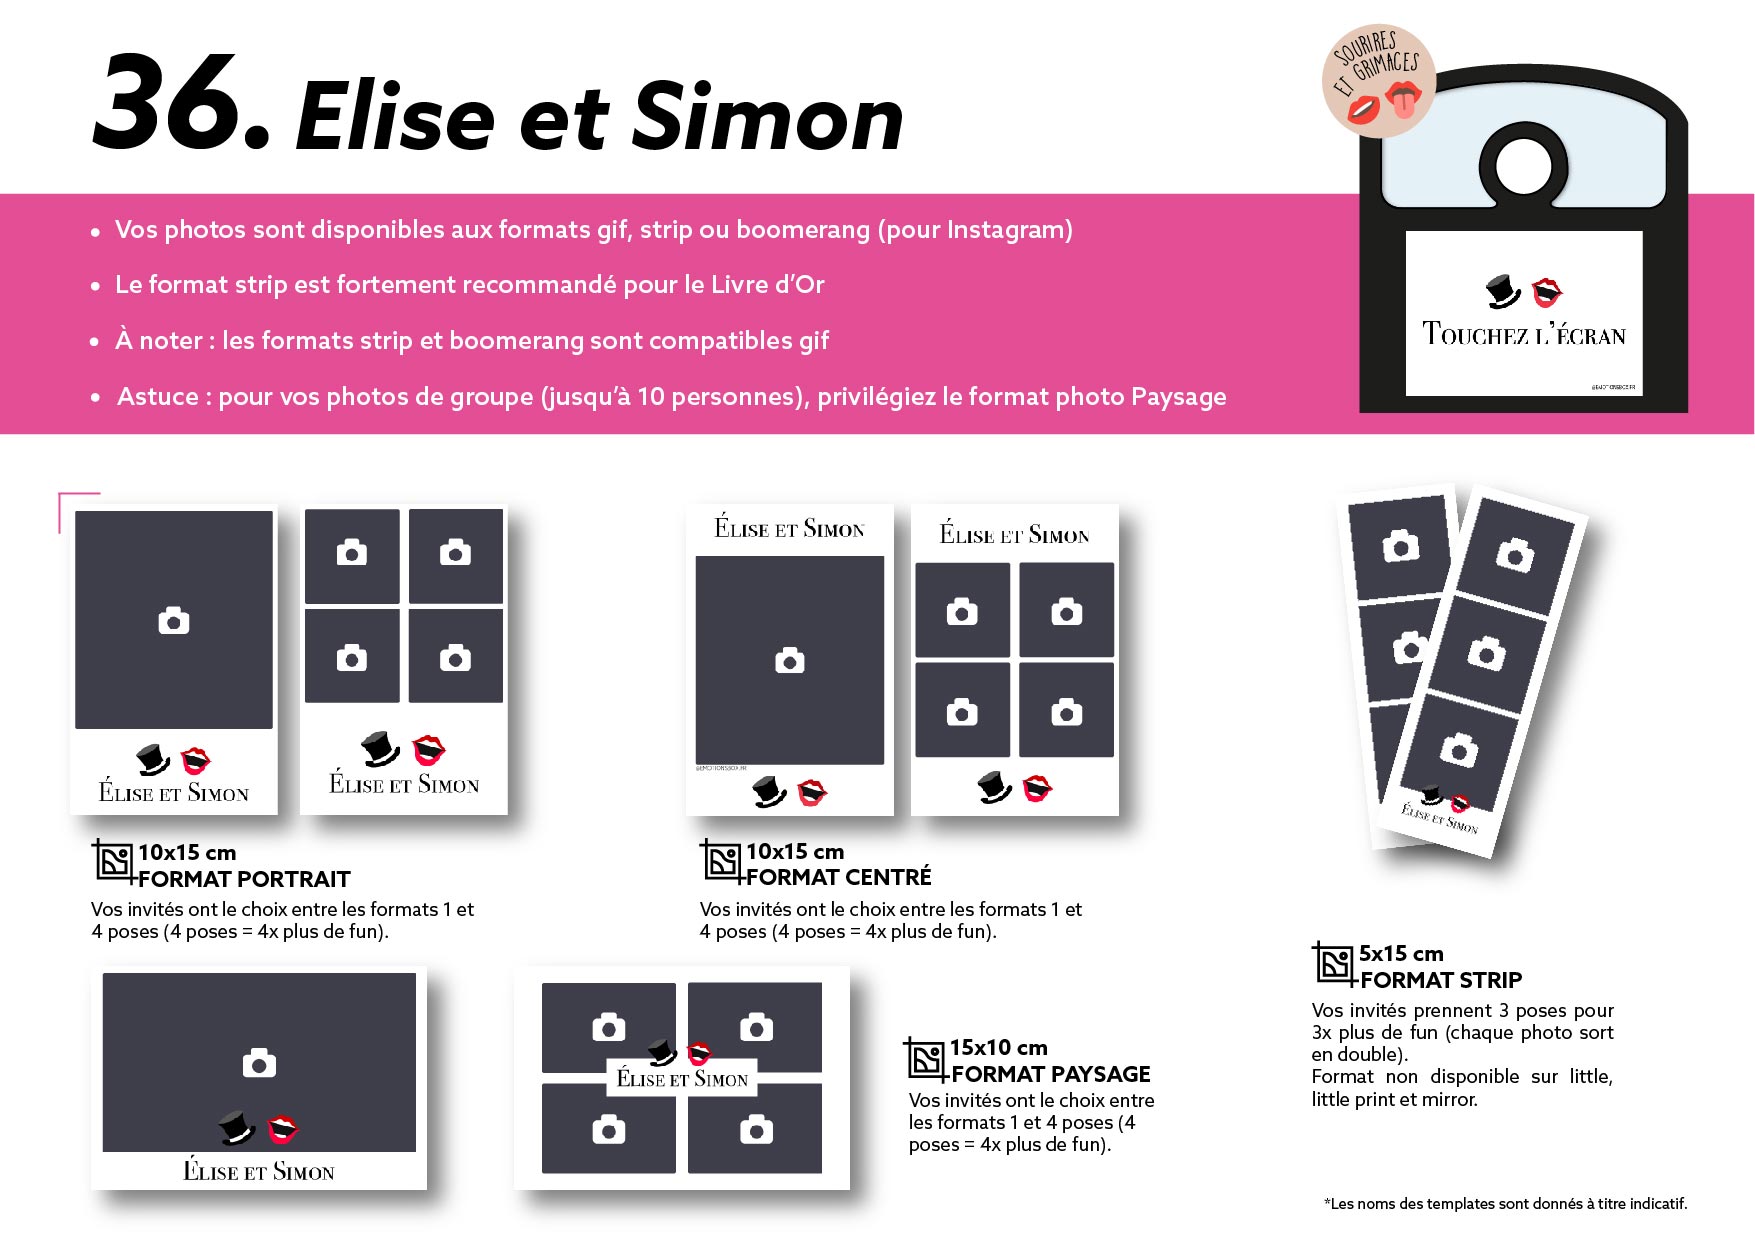 36. Elise et Simon
SOURIRES
ET GRIMACES
• Vos photos sont disponibles aux formats gif, strip ou boomerang (pour Instagram)
• Le format strip est fortement recommandé pour le Livre d’Or
• À noter : les formats strip et boomerang sont compatibles gif
• Astuce : pour vos photos de groupe (jusqu’à 10 personnes), privilégiez le format photo Paysage
Touchez l’écran
@EMOTIONSBOX.FR
Élise et Simon
Élise et Simon
10x15 cm
FORMAT PORTRAIT
Vos invités ont le choix entre les formats 1 et
4 poses (4 poses = 4x plus de fun).
Élise et Simon
@EMOTIONSBOX.FR
Élise et Simon
10x15 cm
FORMAT CENTRÉ
Vos invités ont le choix entre les formats 1 et
4 poses (4 poses = 4x plus de fun).
Élise et Simon
5x15 cm
FORMAT STRIP
Vos invités prennent 3 poses pour
3x plus de fun (chaque photo sort
en double).
Format non disponible sur little,
little print et mirror.
Élise et Simon
Élise et Simon
15x10 cm
FORMAT PAYSAGE
Vos invités ont le choix entre
les formats 1 et 4 poses (4
poses = 4x plus de fun).
*Les noms des templates sont donnés à titre indicatif.